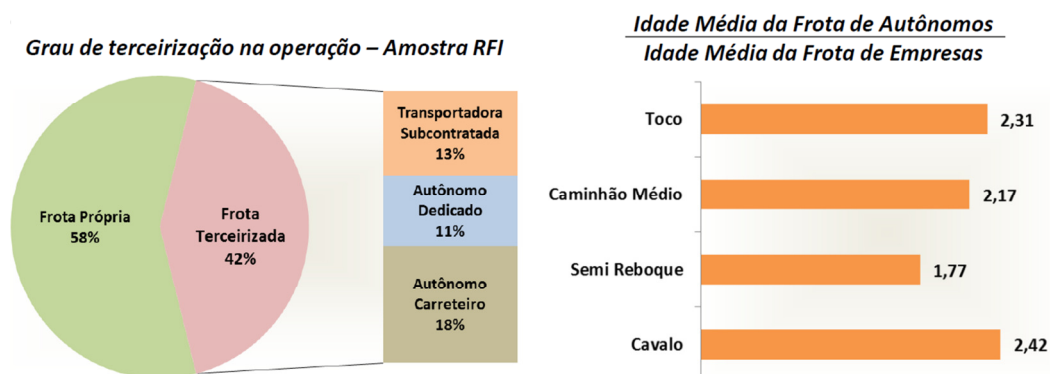 Grau de terceirização na operação – Amostra RFI
Frota Própria
58%
Frota
Terceirizada
42%
Transportadora
Subcontratada
13%
Autônomo
Dedicado
11%
Autônomo
Carreteiro
18%
Idade Média da Frota de Autônomos
Idade Média da Frota de Empresas
Toco
2,31
Caminhão Médio
2,17
Semi Reboque
1,77
Cavalo
2,42